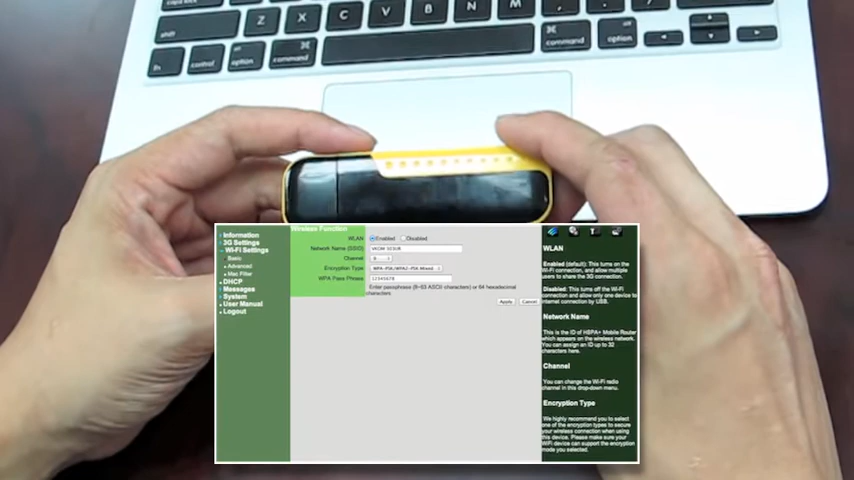 caps lock
shift
Z
X
C
V
B
N
M
fn
control
option
command
command
option
Information
3G Settings
Wi-Fi Settings
Basic
Advanced
Mac Filter
DHCP
Messages
System
User Manual
Logout
Wireless Function
WLAN
Enabled
Disabled
Network Name (SSID)
Channel
Encryption Type
WPA-PSK/WPA2-PSK Mixed
WPA Pass Phrase
12345678
Enter passphrase (8~63 ASCII characters) or 64 hexadecimal
characters.
Apply
Cancel
WLAN
Enabled (default): This turns on the
Wi-Fi connection, and allow multiple
users to share the 3G connection.
Disabled: This turns off the Wi-Fi
connection and allow only one device to
internet connection by USB.
Network Name
This is the ID of HSPA+ Mobile Router
which appears on the wireless network.
You can assign an ID up to 32
characters here.
Channel
You can change the Wi-Fi radio
channel in this drop-down menu.
Encryption Type
We highly recommend you to select
one of the encryption types to secure
your wireless connection when using
this device. Please make sure your
WiFi device can support the encryption
mode you selected.